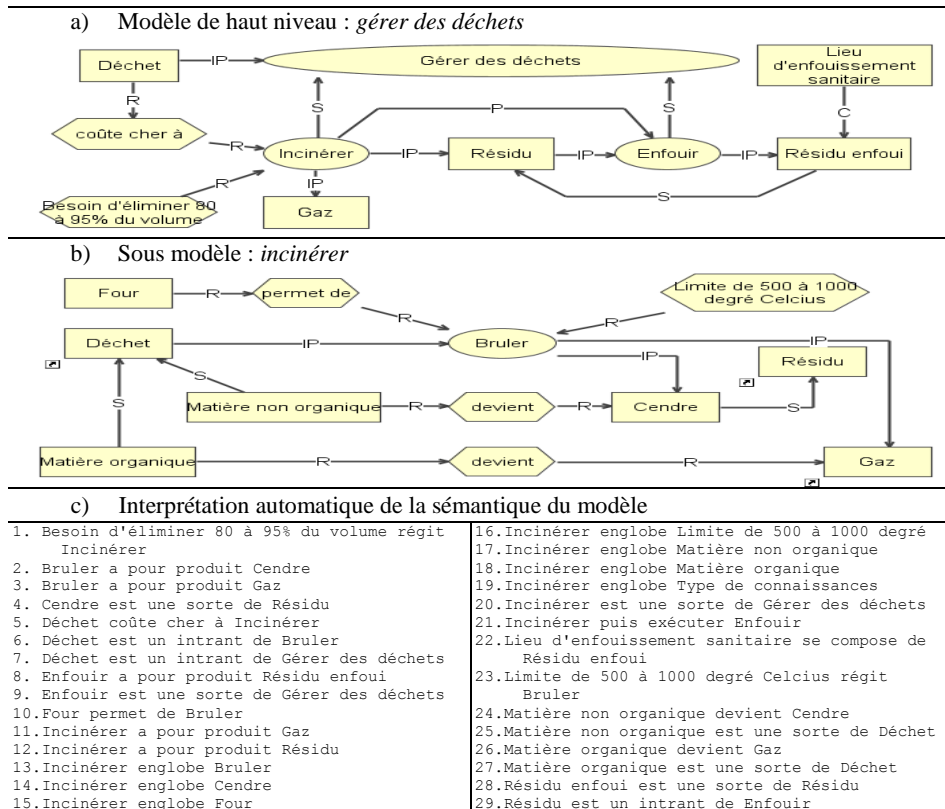 a) Modèle de haut niveau : gérer des déchets
Déchet
IP
Gérer des déchets
Lieu
d'enfouissement
sanitaire
R
S
S
C
P
coûte cher à
R
Incinérer
IP
Résidu
IP
Enfouir
IP
Résidu enfoui
R
IP
S
Besoin d'éliminer 80
à 95% du volume
Gaz
b) Sous modèle : incinérer
Four
R
permet de
Limite de 500 à 1000
degré Celcius
R
R
Déchet
IP
Bruler
IP
IP
Résidu
S
S
Matière non organique
R
devient
R
Cendre
S
Matière organique
R
devient
R
Gaz
c) Interprétation automatique de la sémantique du modèle
1. Besoin d'éliminer 80 à 95% du volume régit
Incinérer
2. Bruler a pour produit Cendre
3. Bruler a pour produit Gaz
4. Cendre est une sorte de Résidu
5. Déchet coûte cher à Incinérer
6. Déchet est un intrant de Bruler
7. Déchet est un intrant de Gérer des déchets
8. Enfouir a pour produit Résidu enfoui
9. Enfouir est une sorte de Gérer des déchets
10.Four permet de Bruler
11.Incinérer a pour produit Gaz
12.Incinérer a pour produit Résidu
13.Incinérer englobe Bruler
14.Incinérer englobe Cendre
15.Incinérer englobe Four
16.Incinérer englobe Limite de 500 à 1000 degré
17.Incinérer englobe Matière non organique
18.Incinérer englobe Matière organique
19.Incinérer englobe Type de connaissances
20.Incinérer est une sorte de Gérer des déchets
21.Incinérer puis exécuter Enfouir
22.Lieu d'enfouissement sanitaire se compose de
Résidu enfoui
23.Limite de 500 à 1000 degré Celcius régit
Bruler
24.Matière non organique devient Cendre
25.Matière non organique est une sorte de Déchet
26.Matière organique devient Gaz
27.Matière organique est une sorte de Déchet
28.Résidu enfoui est une sorte de Résidu
29.Résidu est un intrant de Enfouir